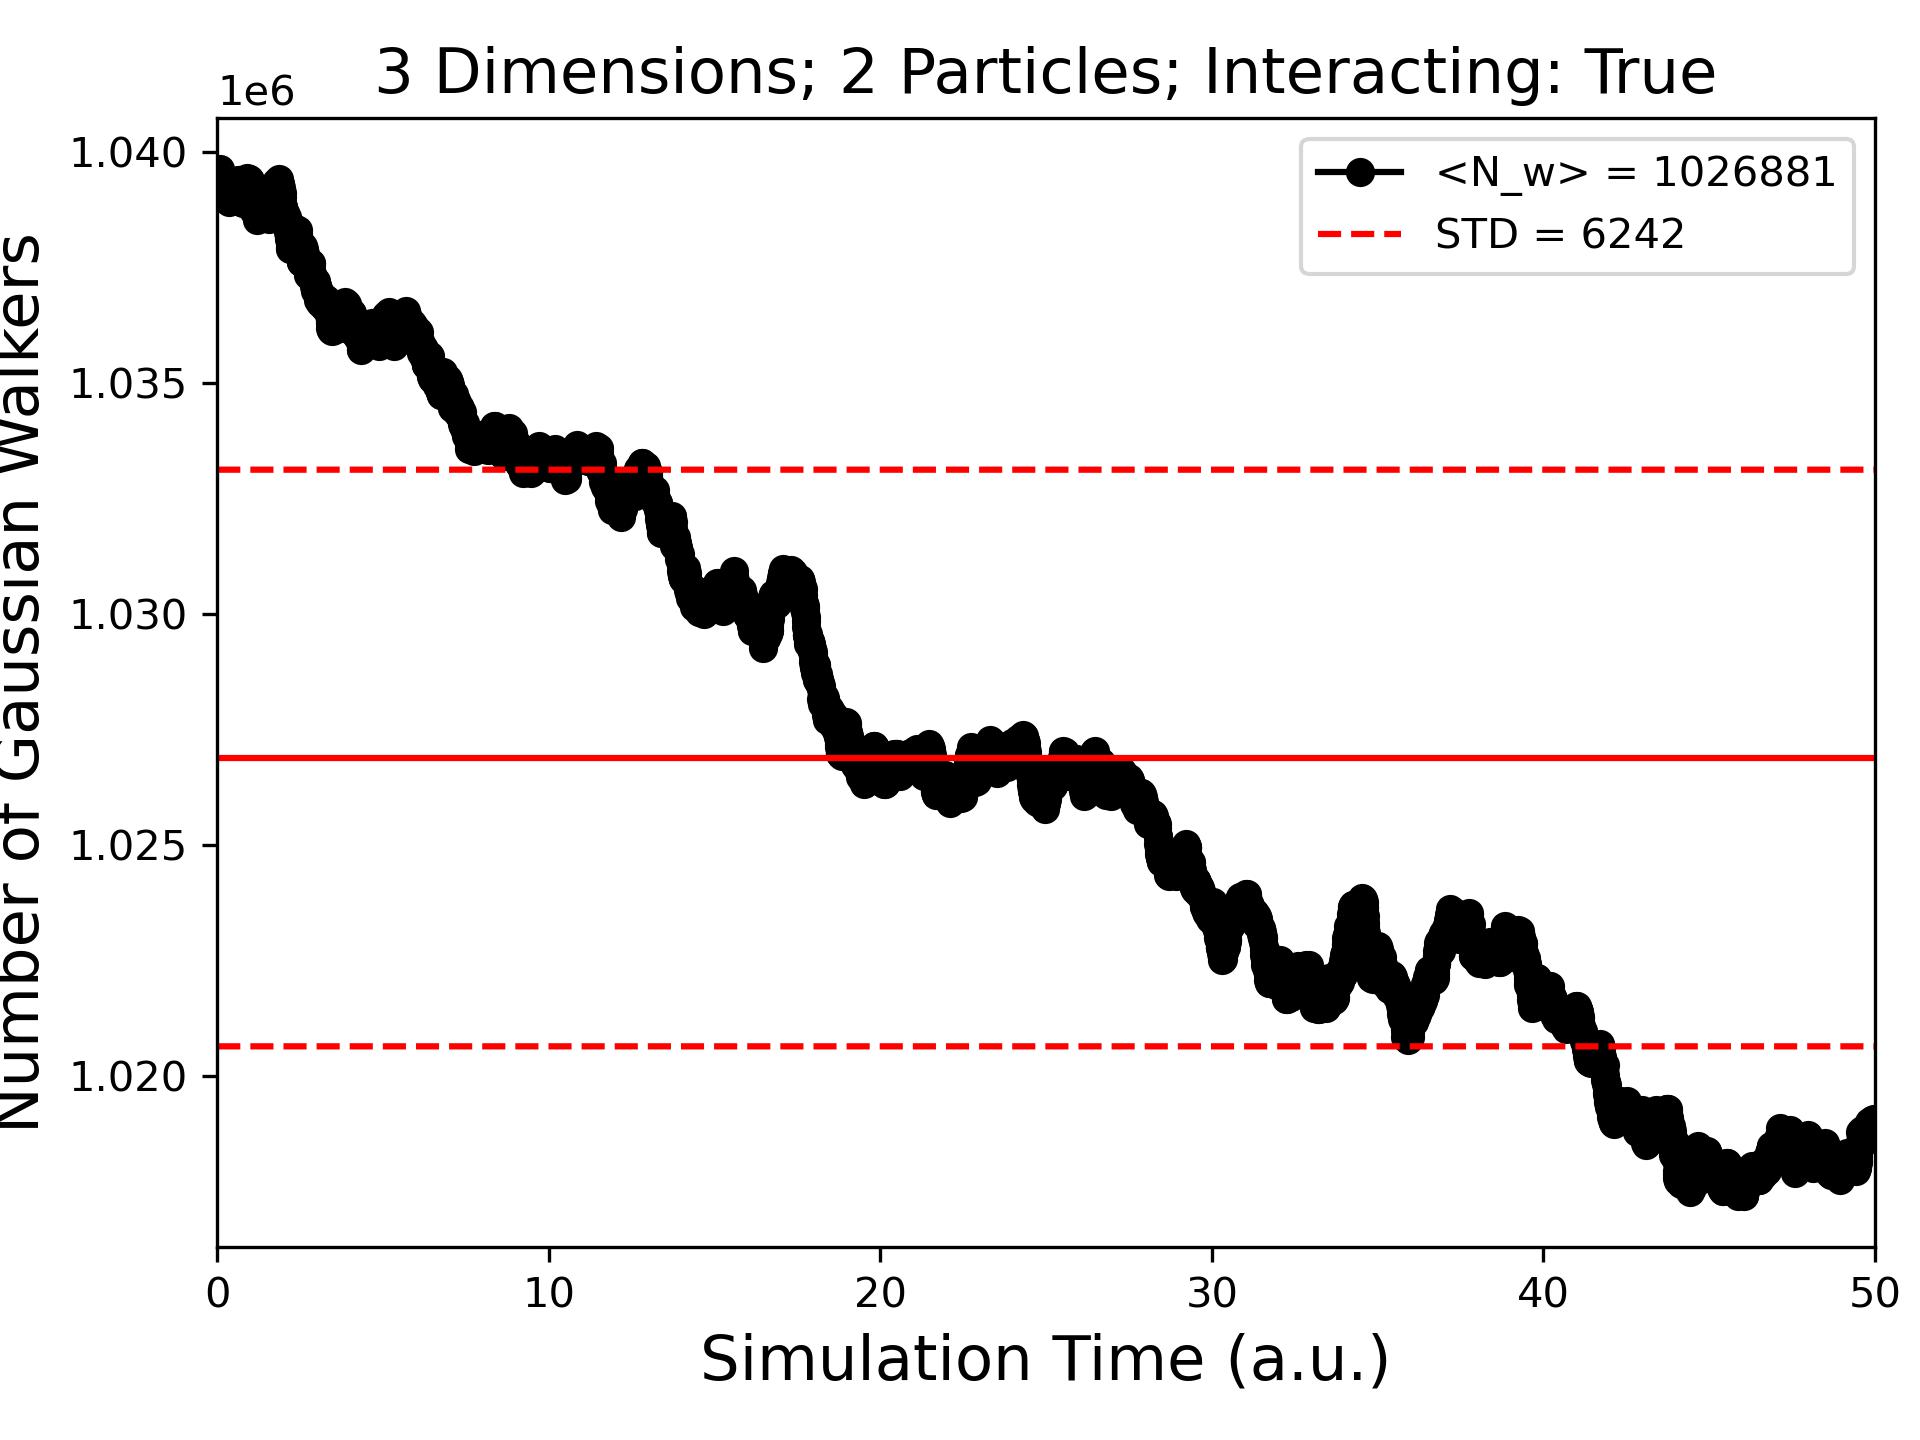 3 Dimensions; 2 Particles; Interacting: True
1e6
<N_w> = 1026881
STD = 6242
Number of Gaussian Walkers
1.040
1.035
1.030
1.025
1.020
0 10 20 30 40 50
Simulation Time (a.u.)